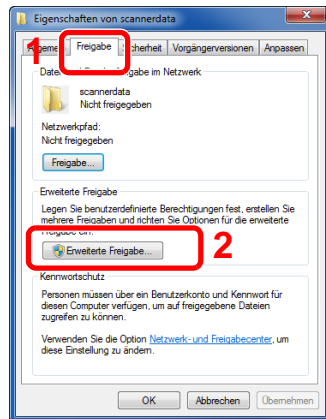 Eigenschaften von scannerdata
1
Freigabe
Sicherheit
Vorgängerversionen
Anpassen
im Netzwerk
scannerdata
Nicht freigegeben
Netzwerkpfad:
Nicht freigegeben
Freigabe...
Erweiterte Freigabe
Legen Sie benutzerdefinierte Berechtigungen fest, erstellen Sie
mehrere Freigaben und richten Sie Optionen für die erweiterte
Freigabe ein.
Erweiterte Freigabe...
2
Kennwortschutz
Personen müssen über ein Benutzerkonto und Kennwort für
diesen Computer verfügen, um auf freigegebene Dateien
zugreifen zu können.
Verwenden Sie die Option Netzwerk- und Freigabecenter, um
diese Einstellung zu ändern.
OK
Abbrechen
Übernehmen